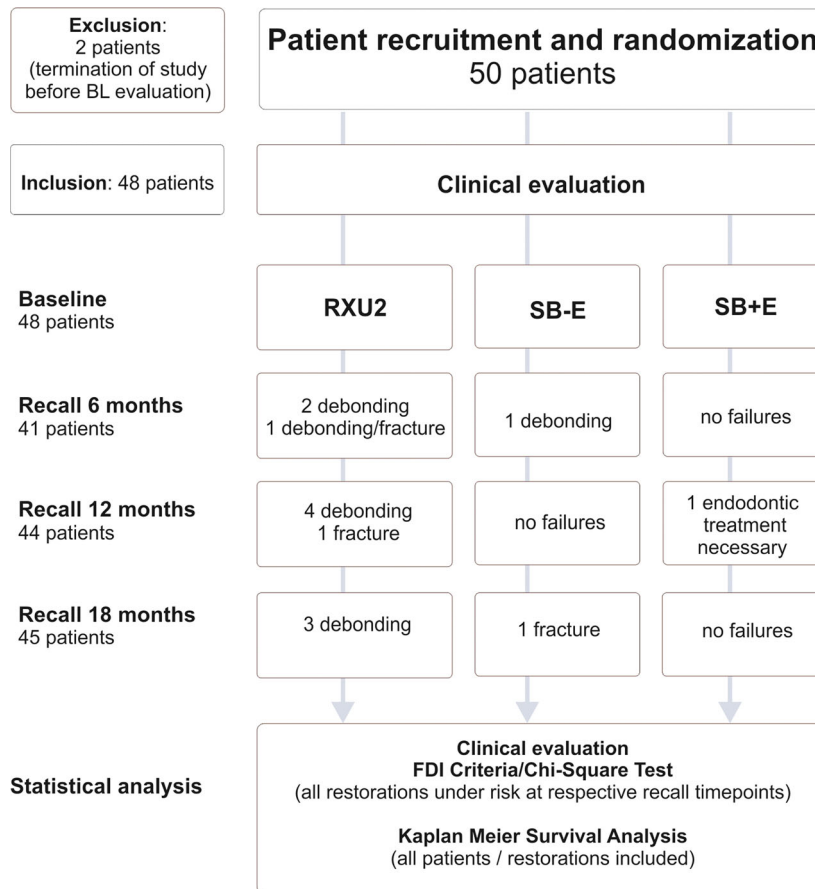 Exclusion:
2 patients
(termination of study
before BL evaluation)
Patient recruitment and randomization
50 patients
Inclusion: 48 patients
Clinical evaluation
Baseline
48 patients
RXU2
SB-E
SB+E
Recall 6 months
41 patients
2 debonding
1 debonding/fracture
1 debonding
no failures
Recall 12 months
44 patients
4 debonding
1 fracture
no failures
1 endodontic
treatment
necessary
Recall 18 months
45 patients
3 debonding
1 fracture
no failures
Statistical analysis
Clinical evaluation
FDI Criteria/Chi-Square Test
(all restorations under risk at respective recall timepoints)
Kaplan Meier Survival Analysis
(all patients / restorations included)